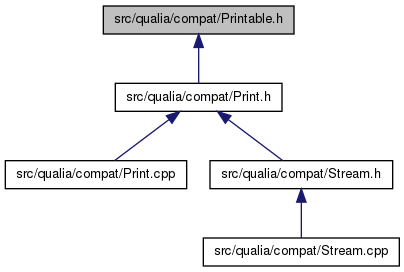 src/qualia/compat/Printable.h
src/qualia/compat/Print.h
src/qualia/compat/Print.cpp
src/qualia/compat/Stream.h
src/qualia/compat/Stream.cpp